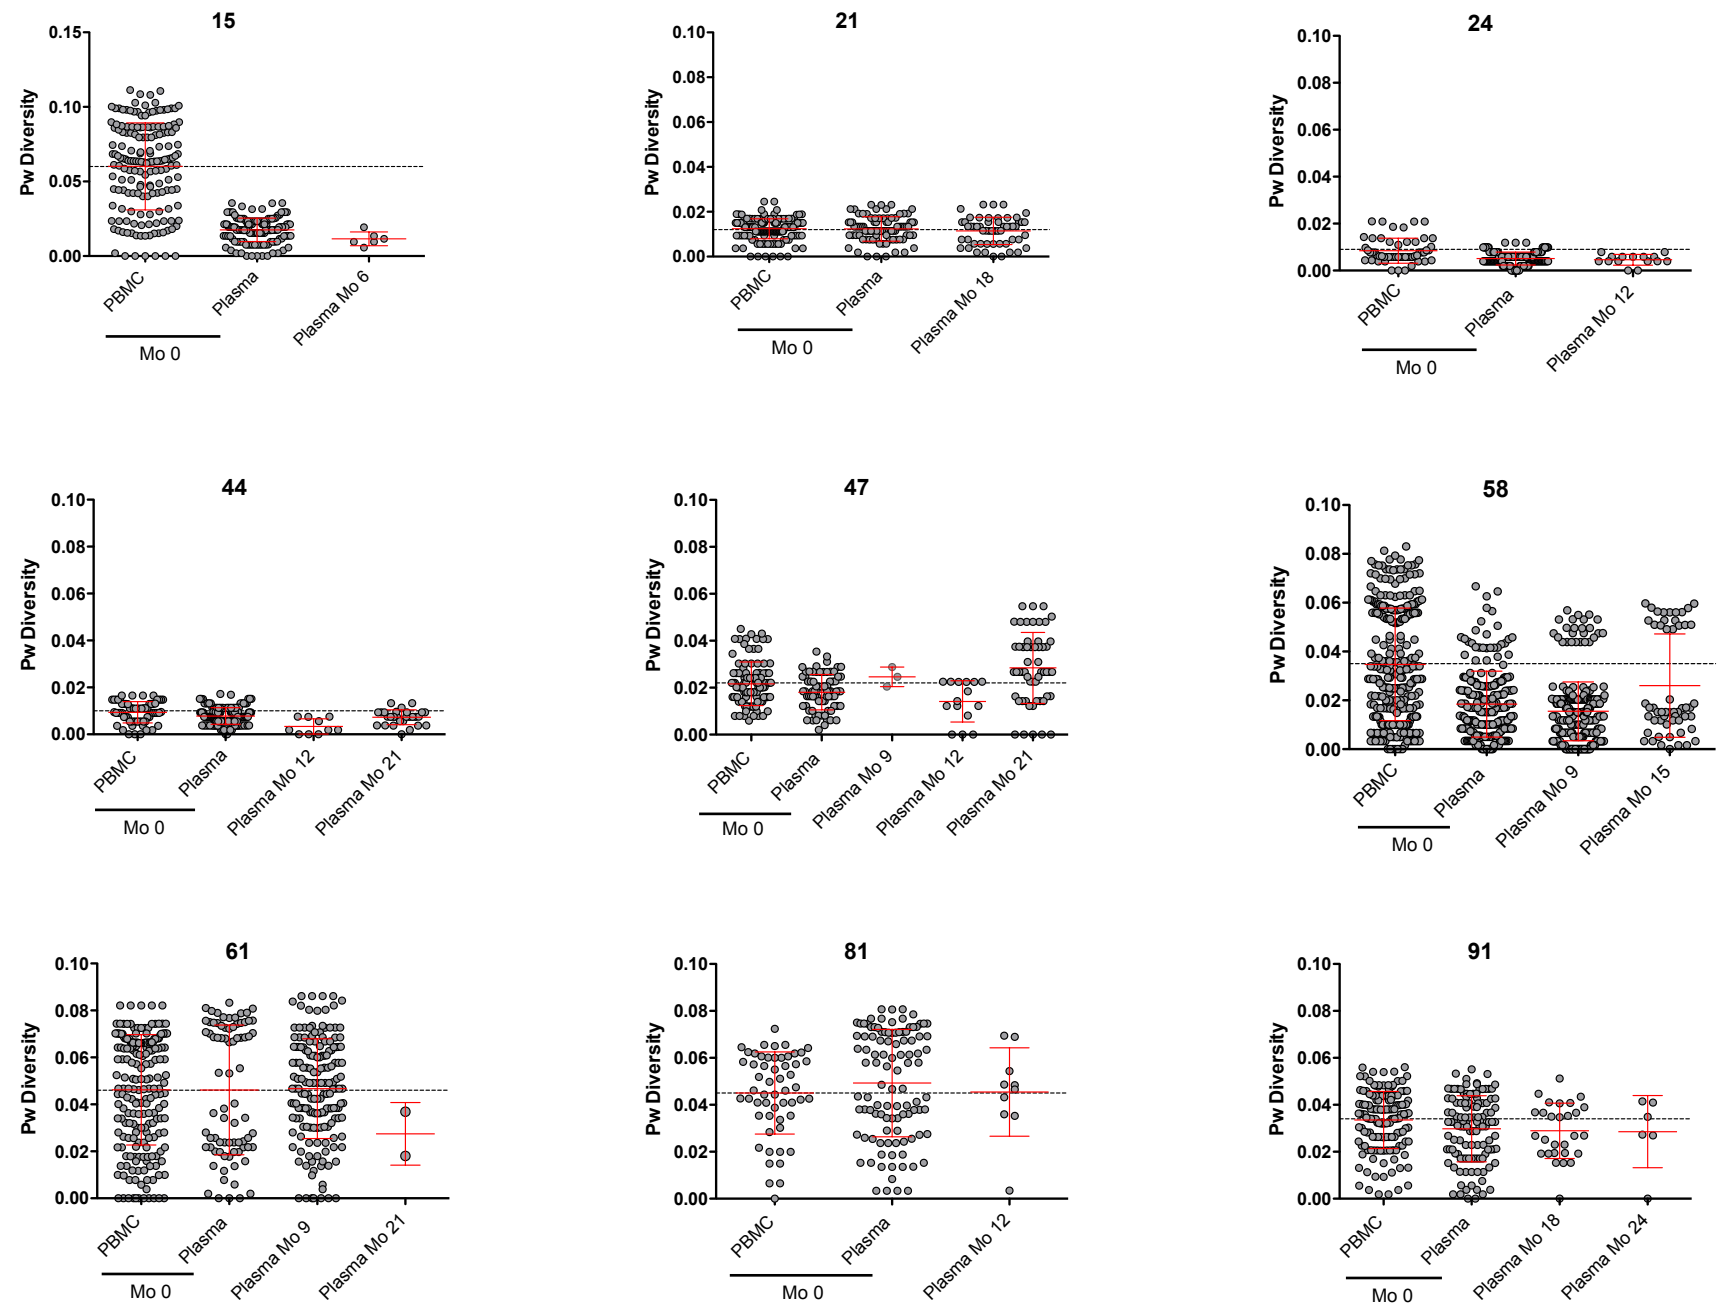 15
Pw Diversity
0.15
0.10
0.05
0.00
PBMC
Plasma
Plasma Mo 6
Mo 0
21
Pw Diversity
0.10
0.08
0.06
0.04
0.02
0.00
PBMC
Plasma
Plasma Mo 18
Mo 0
24
Pw Diversity
0.10
0.08
0.06
0.04
0.02
0.00
PBMC
Plasma
Plasma Mo 12
Mo 0
44
Pw Diversity
0.10
0.08
0.06
0.04
0.02
0.00
PBMC
Plasma
Plasma Mo 12
Plasma Mo 21
Mo 0
47
Pw Diversity
0.10
0.08
0.06
0.04
0.02
0.00
PBMC
Plasma
Plasma Mo 9
Plasma Mo 12
Plasma Mo 21
Mo 0
58
Pw Diversity
0.10
0.08
0.06
0.04
0.02
0.00
PBMC
Plasma
Plasma Mo 9
Plasma Mo 15
Mo 0
61
Pw Diversity
0.10
0.08
0.06
0.04
0.02
0.00
PBMC
Plasma
Plasma Mo 9
Plasma Mo 21
Mo 0
81
Pw Diversity
0.10
0.08
0.06
0.04
0.02
0.00
PBMC
Plasma
Plasma Mo 12
Mo 0
91
Pw Diversity
0.10
0.08
0.06
0.04
0.02
0.00
PBMC
Plasma
Plasma Mo 18
Plasma Mo 24
Mo 0